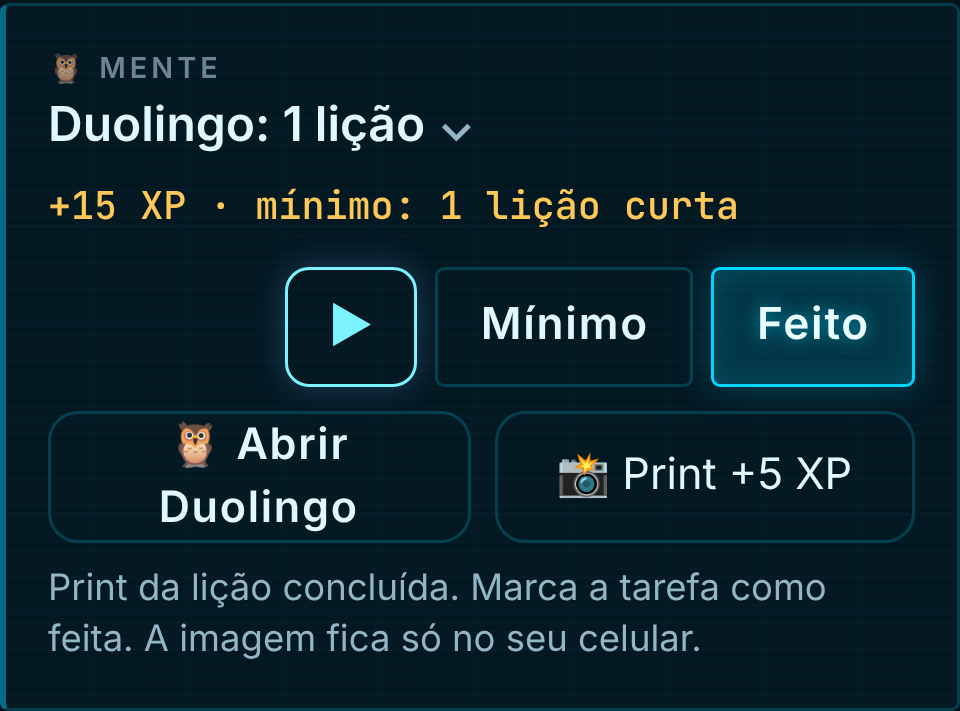 🦉 MENTE
Duolingo: 1 lição
+15 XP · mínimo: 1 lição curta
Mínimo
Feito
🦉 Abrir
Duolingo
📸 Print +5 XP
Print da lição concluída. Marca a tarefa como
feita. A imagem fica só no seu celular.